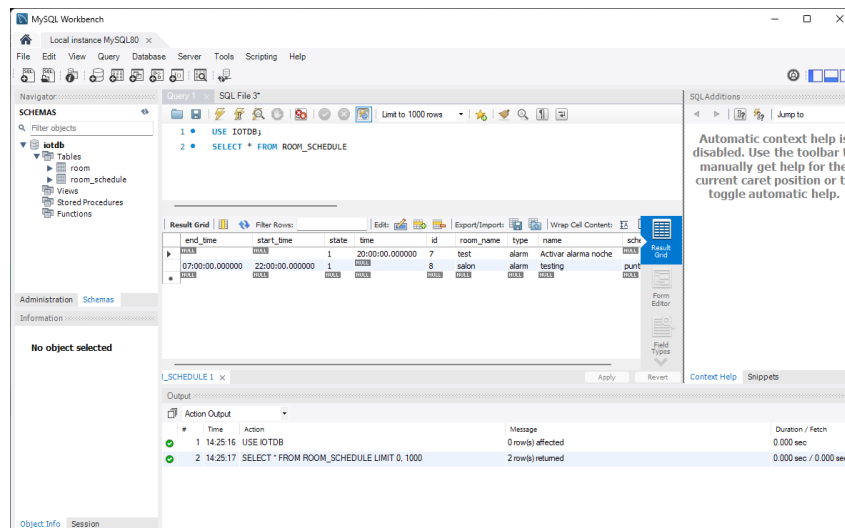 MySQL Workbench
Local instance MySQL80
File Edit View Query Database Server Tools Scripting Help
Navigator
SCHEMAS
Filter objects
iotdb
Tables
room
room_schedule
Views
Stored Procedures
Functions
Administration Schemas
Information
No object selected
Object Info Session
Query 1 SQL File 3*
Limit to 1000 rows
1 USE IOTDB;
2 SELECT * FROM ROOM_SCHEDULE
Result Grid Filter Rows: Edit: Export/Import: Wrap Cell Content:
end_time start_time state time id room_name type name sche
NULL NULL 1 20:00:00.000000 7 test alarm Activar alarma noche NULL
07:00:00.000000 22:00:00.000000 1 NULL 8 salon alarm testing punt
NULL NULL NULL NULL NULL NULL NULL NULL NULL
Result Grid
Form Editor
Field Types
_SCHEDULE 1 Apply Revert
SQLAdditions
Jump to
Automatic context help is
disabled. Use the toolbar t
manually get help for the
current caret position or t
toggle automatic help.
Context Help Snippets
Output
Action Output
# Time Action Message Duration / Fetch
1 14:25:16 USE IOTDB 0 row(s) affected 0.000 sec
2 14:25:17 SELECT * FROM ROOM_SCHEDULE LIMIT 0, 1000 2 row(s) returned 0.000 sec / 0.000 sec